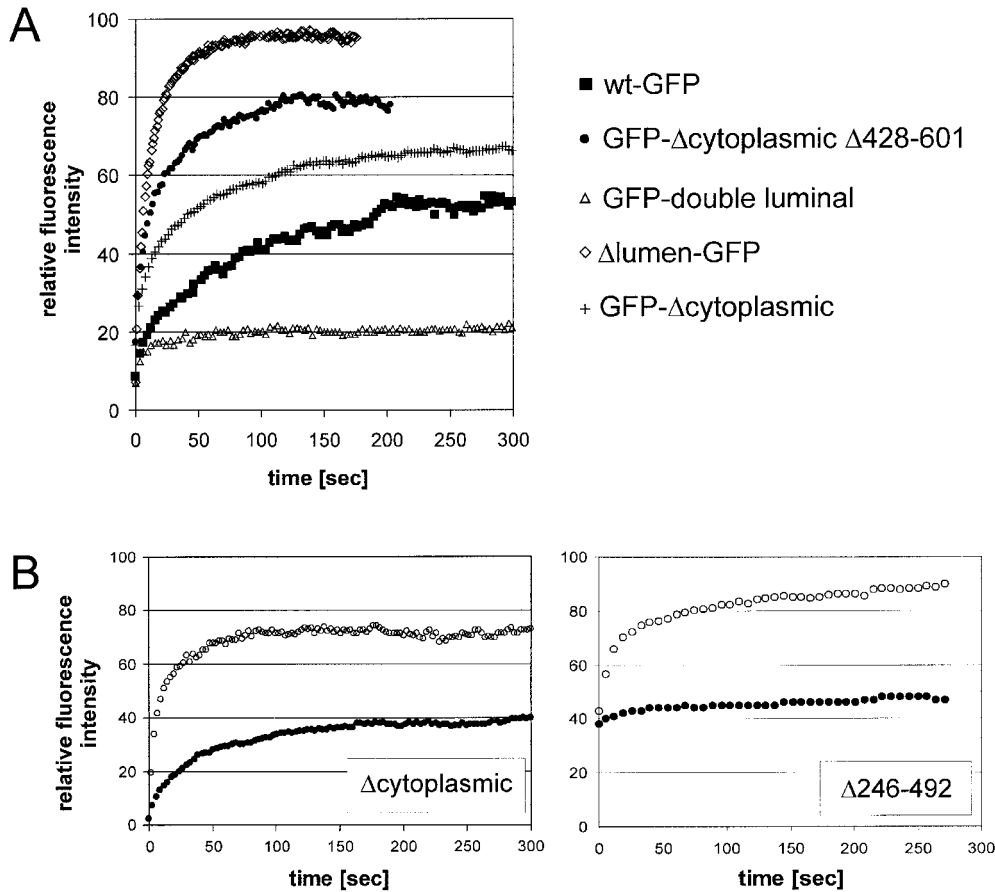 A
relative fluorescence
intensity
100
80
60
40
20
0
0 50 100 150 200 250 300
time [sec]
wt-GFP
GFP-Δcytoplasmic Δ428-601
GFP-double luminal
Δlumen-GFP
GFP-Δcytoplasmic
B
relative fluorescence
intensity
100
80
60
40
20
0
0 50 100 150 200 250 300
time [sec]
Δcytoplasmic
100
80
60
40
20
0
0 50 100 150 200 250 300
time [sec]
Δ246-492